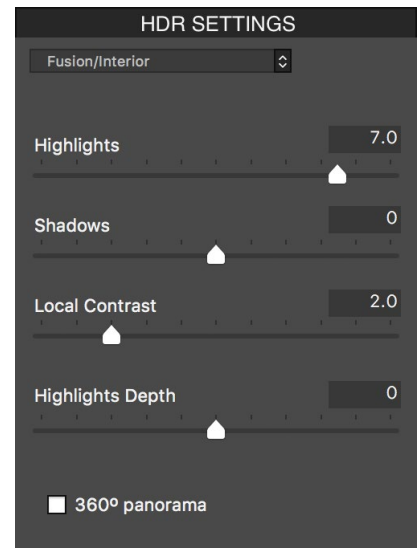 HDR SETTINGS
Fusion/Interior
Highlights 7.0
Shadows 0
Local Contrast 2.0
Highlights Depth 0
360º panorama